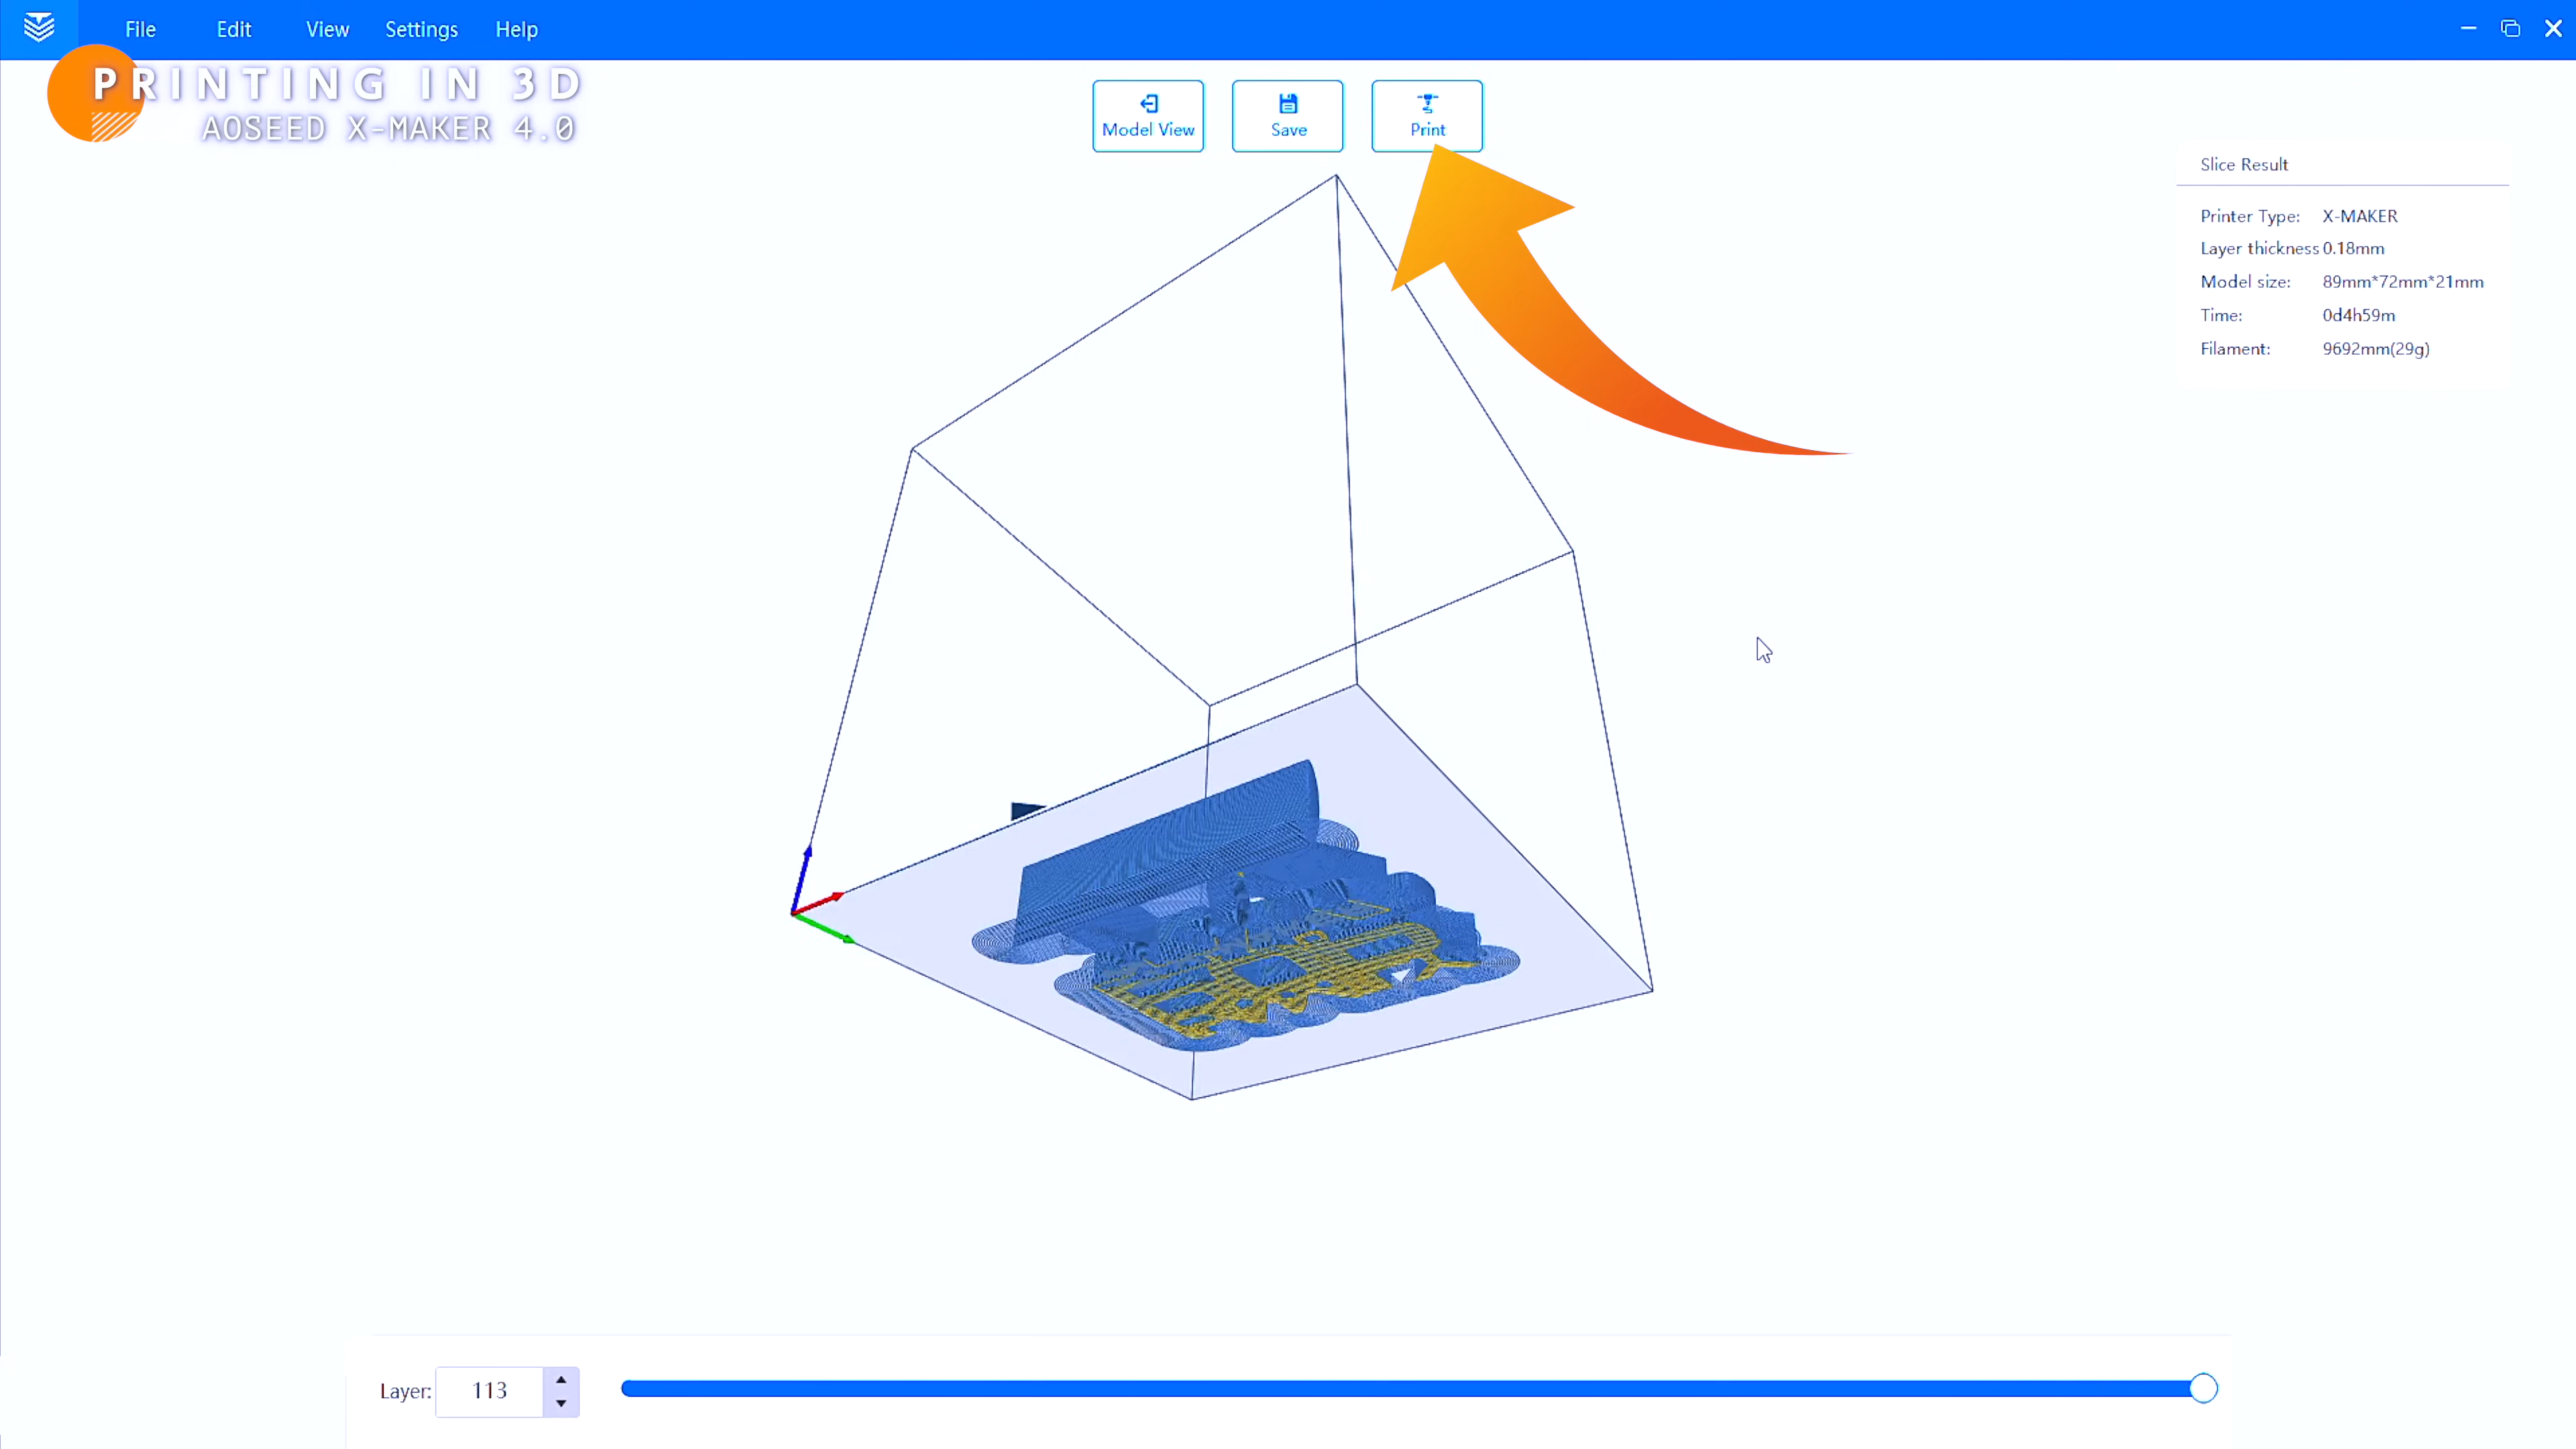 File Edit View Settings Help
PRINTING IN 3D
AOSEED X-MAKER 4.0
Model View Save Print
Slice Result
Printer Type: X-MAKER
Layer thickness 0.18mm
Model size: 89mm*72mm*21mm
Time: 0d4h59m
Filament: 9692mm(29g)
Layer: 113